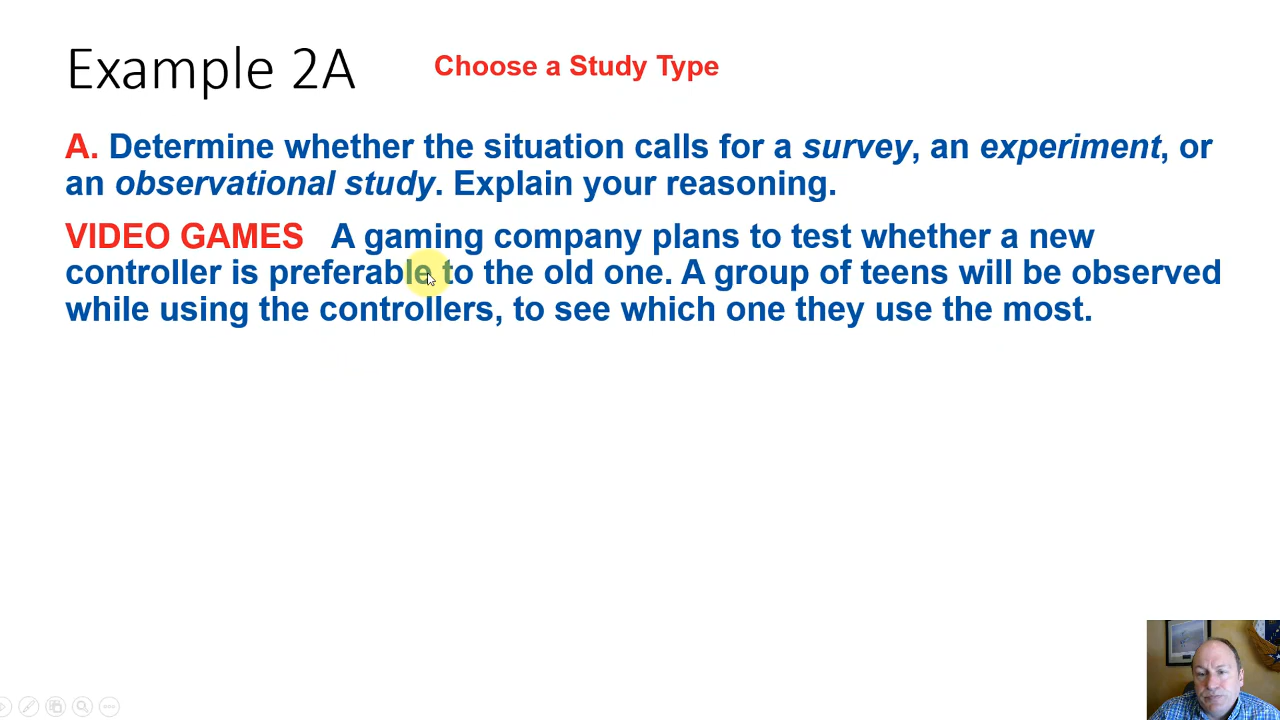 Example 2A
Choose a Study Type
A. Determine whether the situation calls for a survey, an experiment, or
an observational study. Explain your reasoning.
VIDEO GAMES A gaming company plans to test whether a new
controller is preferable to the old one. A group of teens will be observed
while using the controllers, to see which one they use the most.